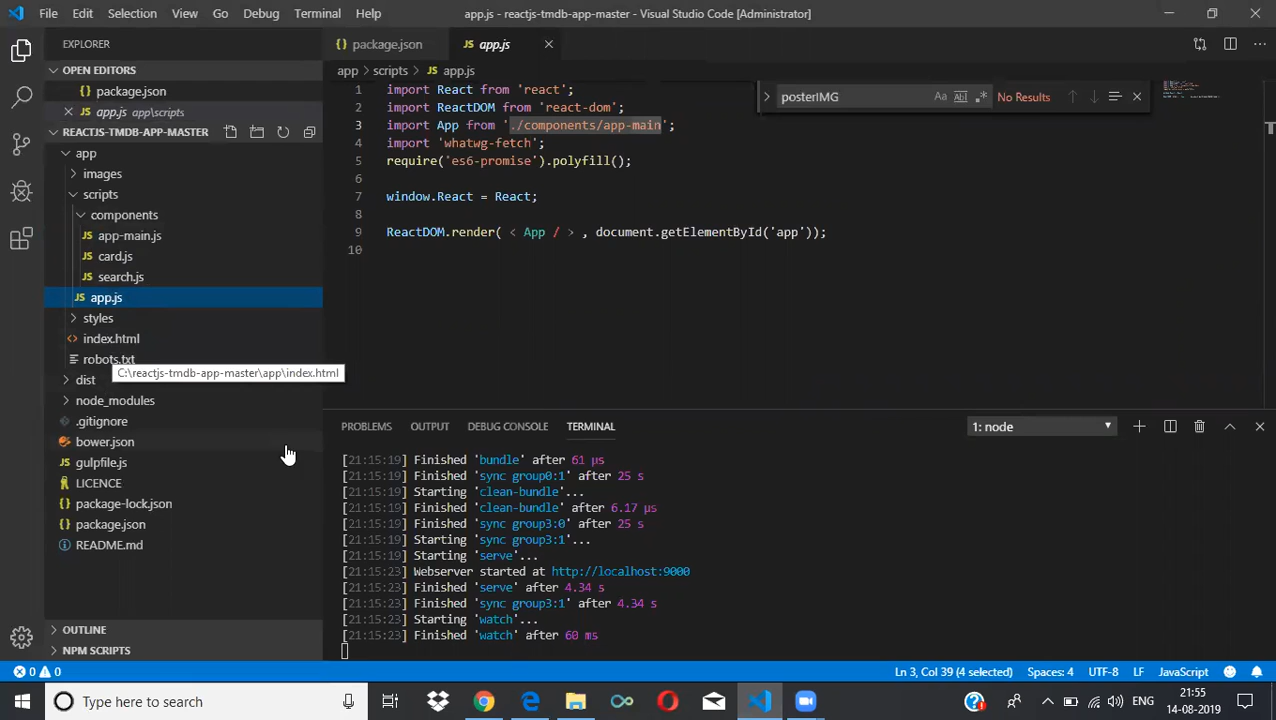 File Edit Selection View Go Debug Terminal Help app.js - reactjs-tmdb-app-master - Visual Studio Code [Administrator]
EXPLORER
package.json
app.js
OPEN EDITORS
package.json
app.js app\scripts
REACTJS-TMDB-APP-MASTER
app
images
scripts
components
app-main.js
card.js
search.js
app.js
styles
index.html
robots.txt
C:\reactjs-tmdb-app-master\app\index.html
dist
node_modules
.gitignore
bower.json
gulpfile.js
LICENCE
package-lock.json
package.json
README.md
OUTLINE
NPM SCRIPTS
app > scripts > JS app.js
posterIMG
Aa Abl .* No Results
1 import React from 'react';
2 import ReactDOM from 'react-dom';
3 import App from './components/app-main';
4 import 'whatwg-fetch';
5 require('es6-promise').polyfill();
6
7 window.React = React;
8
9 ReactDOM.render( < App / > , document.getElementById('app'));
10
PROBLEMS OUTPUT DEBUG CONSOLE TERMINAL 1: node
[21:15:19] Finished 'bundle' after 61 μs
[21:15:19] Finished 'sync group0:1' after 25 s
[21:15:19] Starting 'clean-bundle'...
[21:15:19] Finished 'clean-bundle' after 6.17 μs
[21:15:19] Finished 'sync group3:0' after 25 s
[21:15:19] Starting 'sync group3:1'...
[21:15:19] Starting 'serve'...
[21:15:23] Webserver started at http://localhost:9000
[21:15:23] Finished 'serve' after 4.34 s
[21:15:23] Finished 'sync group3:1' after 4.34 s
[21:15:23] Starting 'watch'...
[21:15:23] Finished 'watch' after 60 ms
0 0 Ln 3, Col 39 (4 selected) Spaces: 4 UTF-8 LF JavaScript
Type here to search
ENG
21:55
14-08-2019